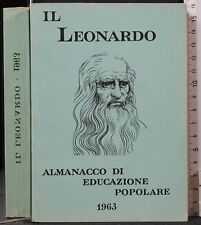 IL
LEONARDO
ALMANACCO DI
EDUCAZIONE
POPOLARE
1963
IL LEONARDO - 1963